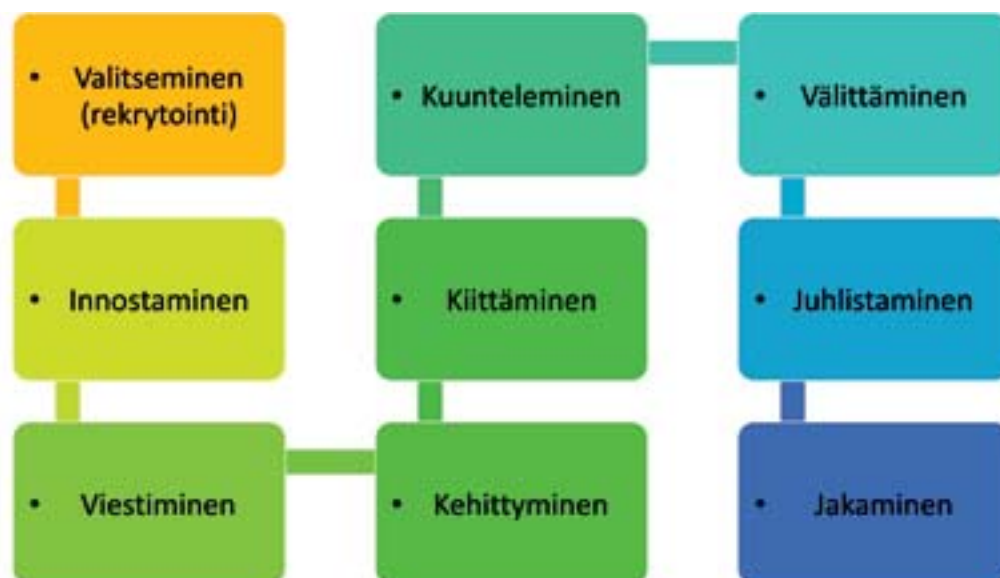 • Valitseminen
(rekrytointi)
• Innostaminen
• Viestiminen
• Kehittyminen
• Kiittäminen
• Kuunteleminen
• Välittäminen
• Juhlistaminen
• Jakaminen